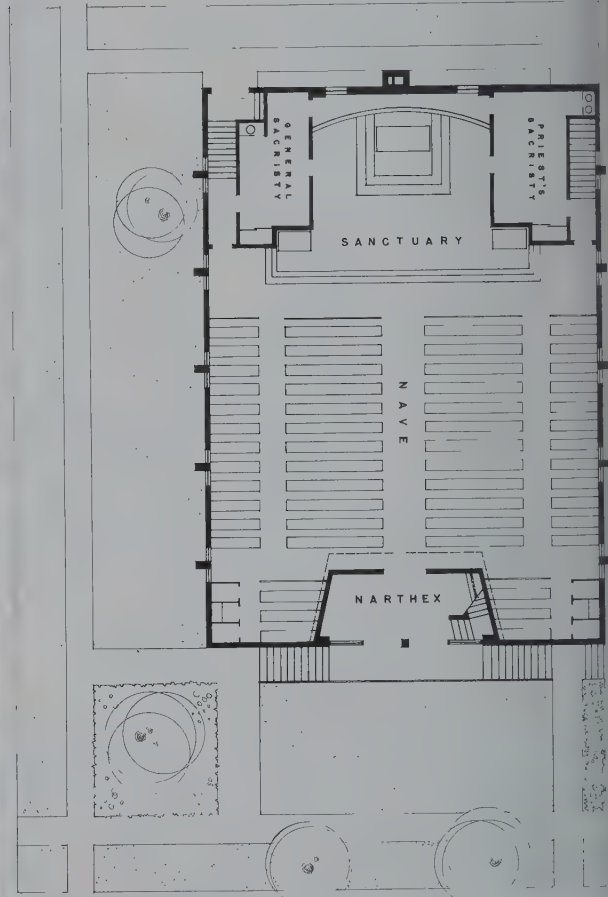 GENERAL
SACRISTY
PRIEST'S
SACRISTY
SANCTUARY
NAVE
NARTHEX